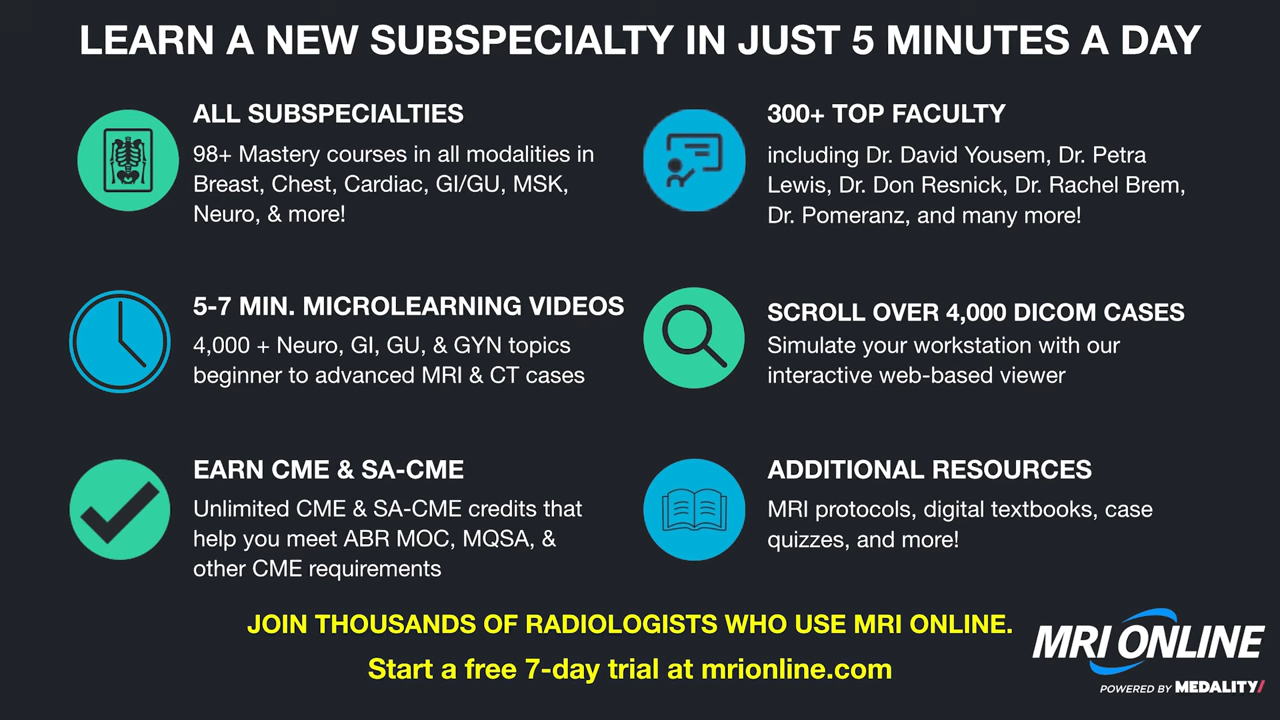 LEARN A NEW SUBSPECIALTY IN JUST 5 MINUTES A DAY
ALL SUBSPECIALTIES
98+ Mastery courses in all modalities in
Breast, Chest, Cardiac, GI/GU, MSK,
Neuro, & more!
300+ TOP FACULTY
including Dr. David Yousem, Dr. Petra
Lewis, Dr. Don Resnick, Dr. Rachel Brem,
Dr. Pomeranz, and many more!
5-7 MIN. MICROLEARNING VIDEOS
4,000 + Neuro, GI, GU, & GYN topics
beginner to advanced MRI & CT cases
SCROLL OVER 4,000 DICOM CASES
Simulate your workstation with our
interactive web-based viewer
EARN CME & SA-CME
Unlimited CME & SA-CME credits that
help you meet ABR MOC, MQSA, &
other CME requirements
ADDITIONAL RESOURCES
MRI protocols, digital textbooks, case
quizzes, and more!
JOIN THOUSANDS OF RADIOLOGISTS WHO USE MRI ONLINE.
Start a free 7-day trial at mrionline.com
MRI ONLINE
POWERED BY MEDALITY/